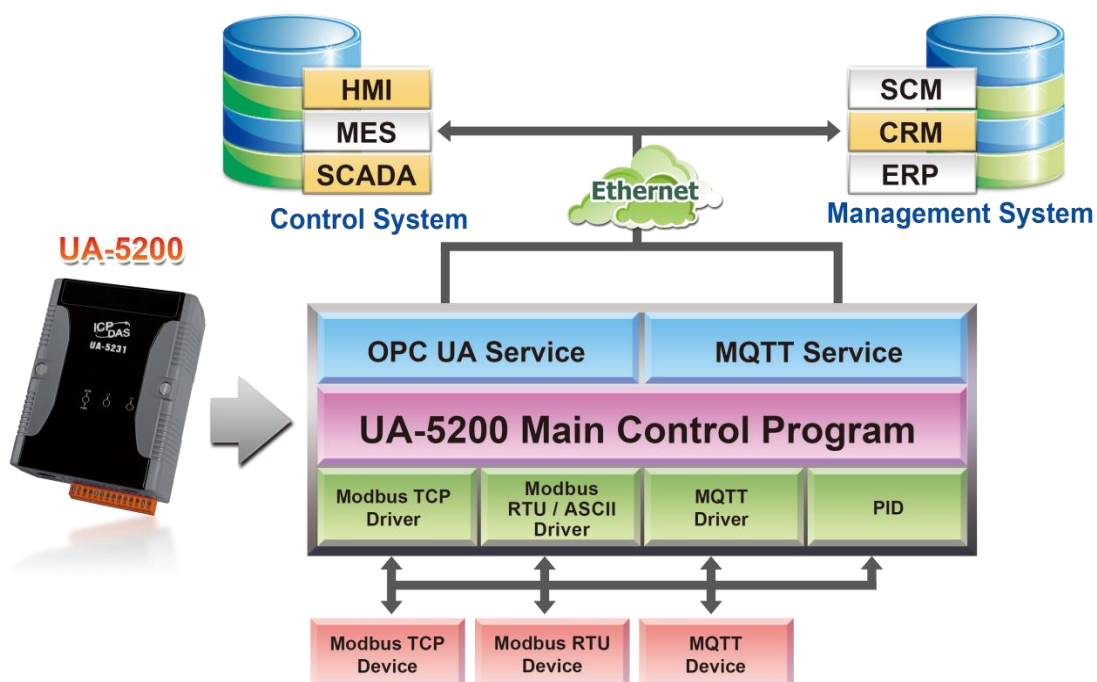 HMI
MES
SCADA
Control System
SCM
CRM
ERP
Management System
Ethernet
UA-5200
ICP
DAS
UA-5231
OPC UA Service
MQTT Service
UA-5200 Main Control Program
Modbus TCP
Driver
Modbus
RTU / ASCII
Driver
MQTT
Driver
PID
Modbus TCP
Device
Modbus RTU
Device
MQTT
Device